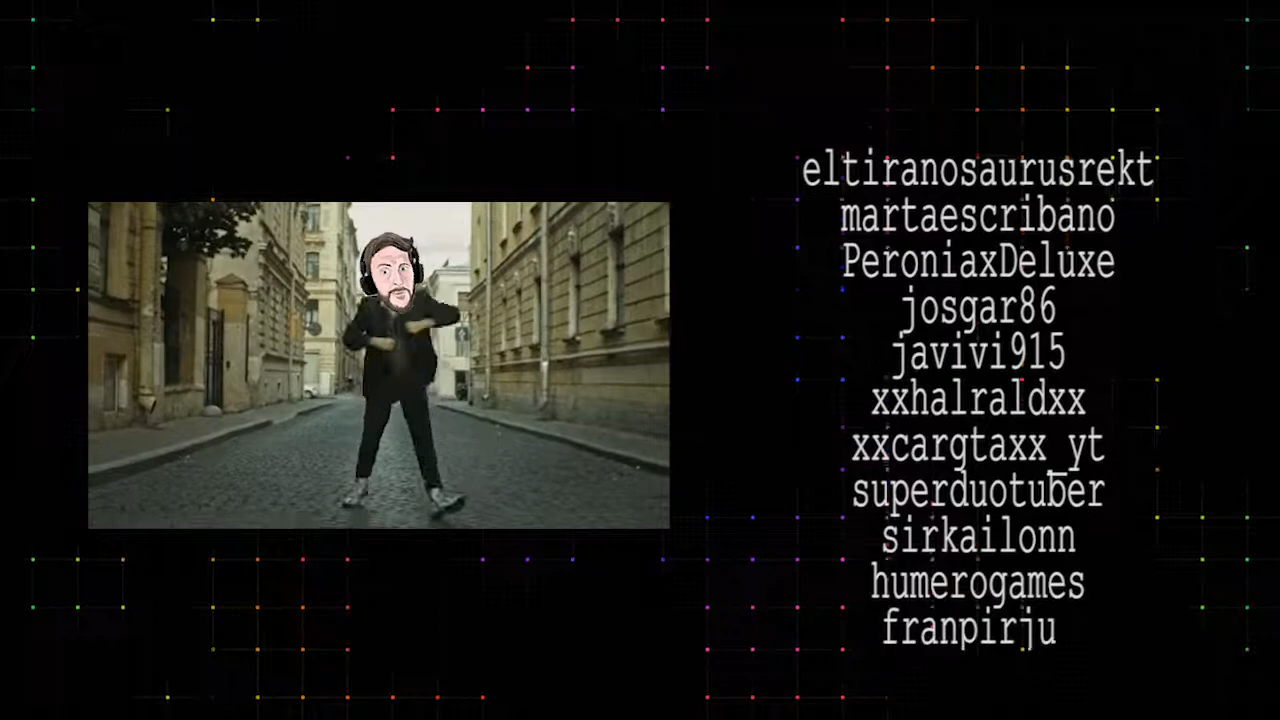 eltiranosaurusrekt
martaescribano
PeroniaxDeluxe
josgar86
javivi915
xxhalraldxx
xxcargtaxx_yt
superduotuber
sirkailonn
humerogames
franpirju